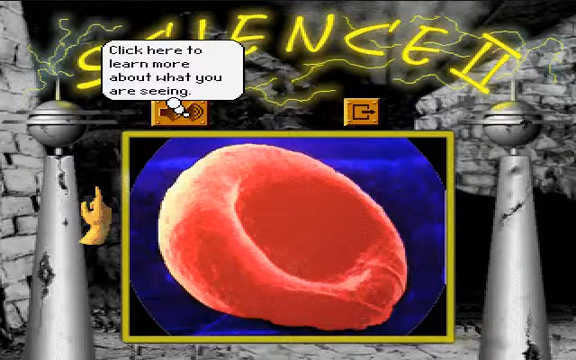 SCIENCE II
Click here to
learn more
about what you
are seeing.